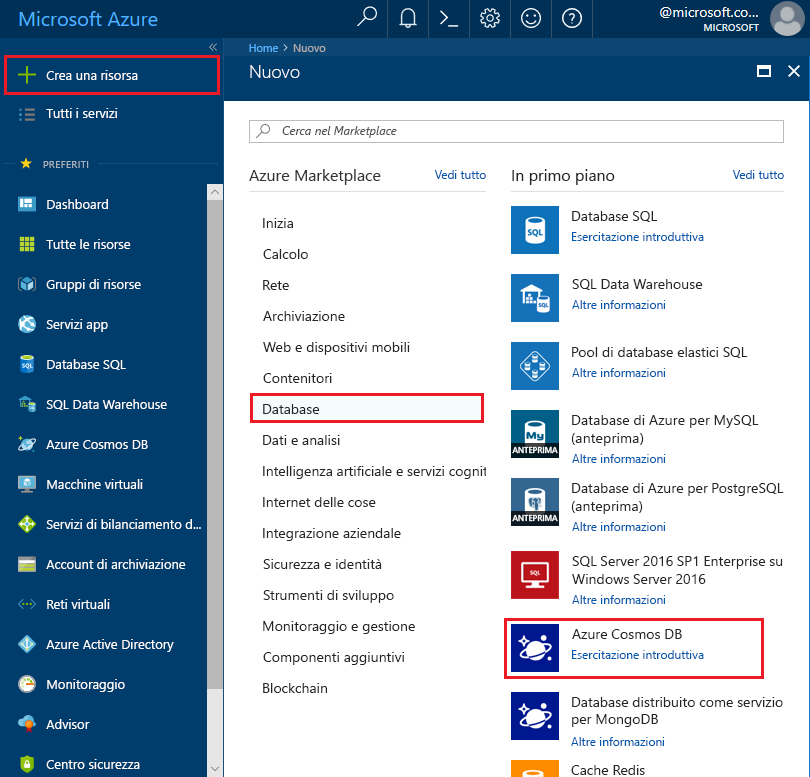 Microsoft Azure
@microsoft.co...
MICROSOFT
Crea una risorsa
Tutti i servizi
PREFERITI
Dashboard
Tutte le risorse
Gruppi di risorse
Servizi app
Database SQL
SQL Data Warehouse
Azure Cosmos DB
Macchine virtuali
Servizi di bilanciamento d...
Account di archiviazione
Reti virtuali
Azure Active Directory
Monitoraggio
Advisor
Centro sicurezza
Home > Nuovo
Nuovo
Cerca nel Marketplace
Azure Marketplace
Vedi tutto
Inizia
Calcolo
Rete
Archiviazione
Web e dispositivi mobili
Contenitori
Database
Dati e analisi
Intelligenza artificiale e servizi cognit
Internet delle cose
Integrazione aziendale
Sicurezza e identità
Strumenti di sviluppo
Monitoraggio e gestione
Componenti aggiuntivi
Blockchain
In primo piano
Vedi tutto
SQL
Database SQL
Esercitazione introduttiva
SQL
SQL Data Warehouse
Altre informazioni
Pool di database elastici SQL
Altre informazioni
My
ANTEPRIMA
Database di Azure per MySQL
(anteprima)
Altre informazioni
ANTEPRIMA
Database di Azure per PostgreSQL
(anteprima)
Altre informazioni
SQL
SQL Server 2016 SP1 Enterprise su
Windows Server 2016
Altre informazioni
Azure Cosmos DB
Esercitazione introduttiva
Database distribuito come servizio
per MongoDB
Altre informazioni
Cache Redis